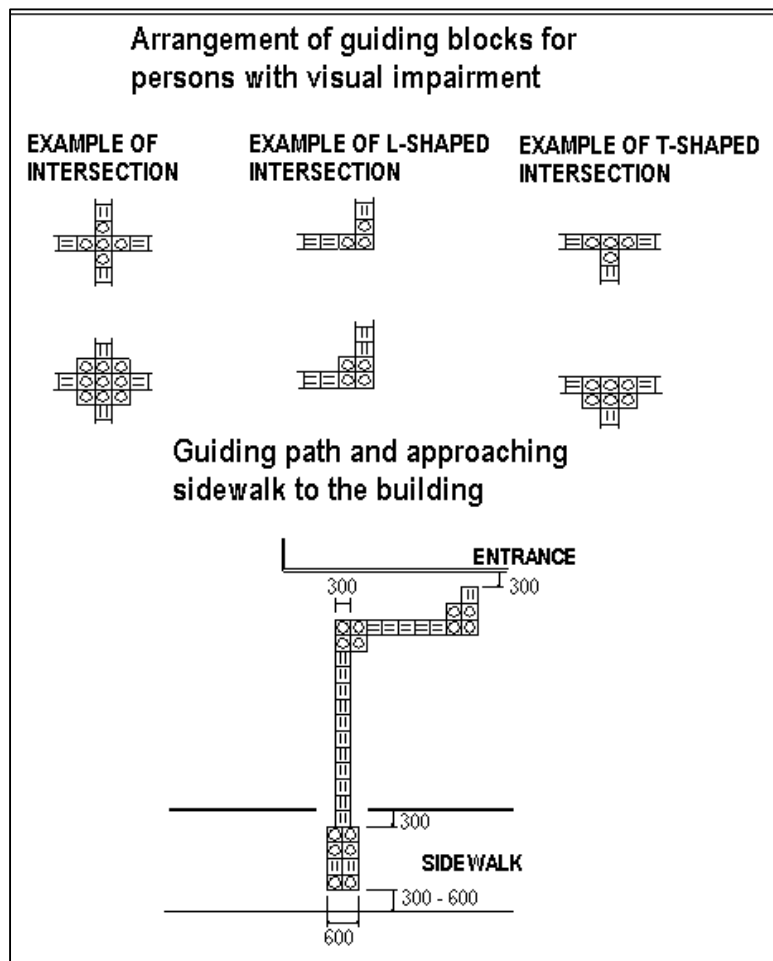 Arrangement of guiding blocks for
persons with visual impairment
EXAMPLE OF
INTERSECTION
EXAMPLE OF L-SHAPED
INTERSECTION
EXAMPLE OF T-SHAPED
INTERSECTION
Guiding path and approaching
sidewalk to the building
ENTRANCE
300
300
300
SIDEWALK
300 - 600
600